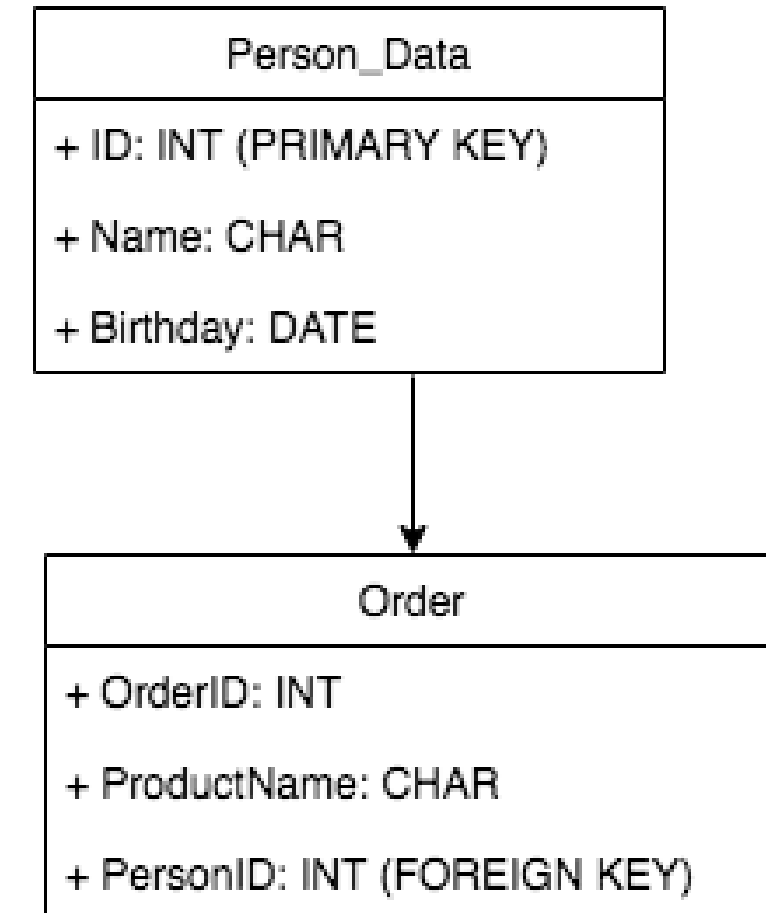 Person_Data
+ ID: INT (PRIMARY KEY)
+ Name: CHAR
+ Birthday: DATE
Order
+ OrderID: INT
+ ProductName: CHAR
+ PersonID: INT (FOREIGN KEY)